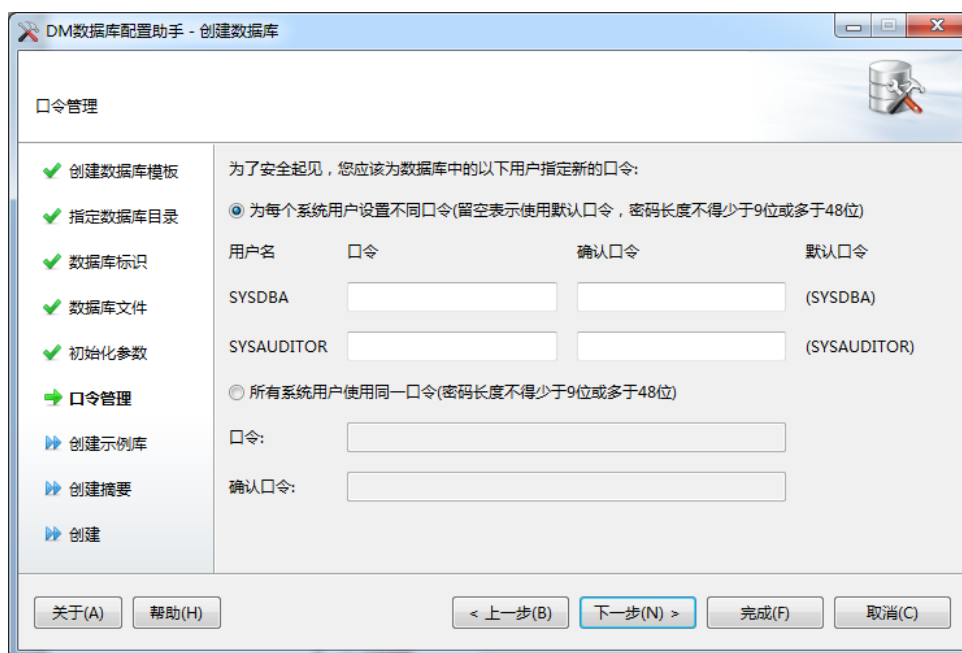 DM数据库配置助手 - 创建数据库
口令管理
创建数据库模板
指定数据库目录
数据库标识
数据库文件
初始化参数
口令管理
创建示例库
创建摘要
创建
为了安全起见，您应该为数据库中的以下用户指定新的口令:
为每个系统用户设置不同口令(留空表示使用默认口令，密码长度不得少于9位或多于48位)
用户名 口令 确认口令 默认口令
SYSDBA (SYSDBA)
SYSAUDITOR (SYSAUDITOR)
所有系统用户使用同一口令(密码长度不得少于9位或多于48位)
口令:
确认口令:
关于(A) 帮助(H) < 上一步(B) 下一步(N) > 完成(F) 取消(C)